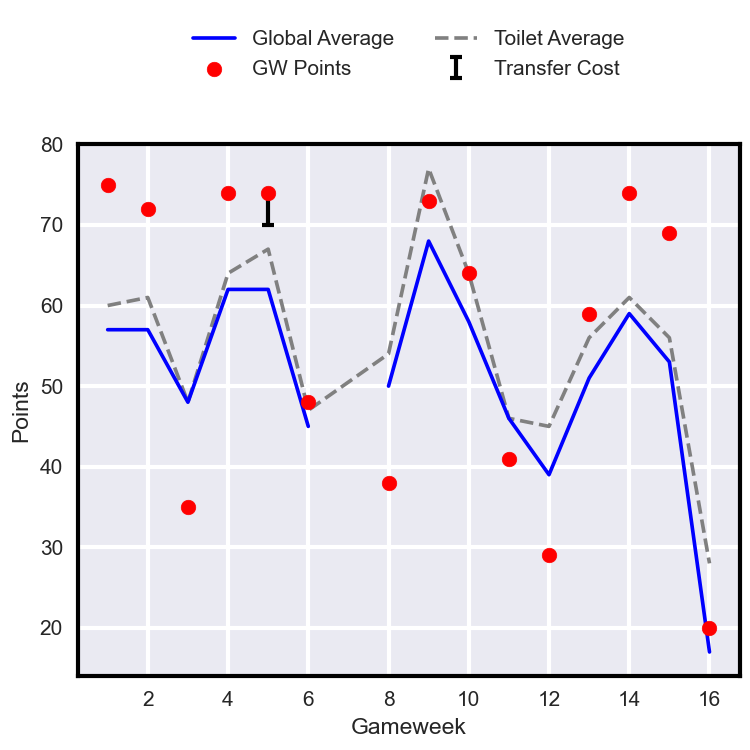 Global Average
Toilet Average
GW Points
Transfer Cost
80
70
60
50
40
30
20
Points
2 4 6 8 10 12 14 16
Gameweek